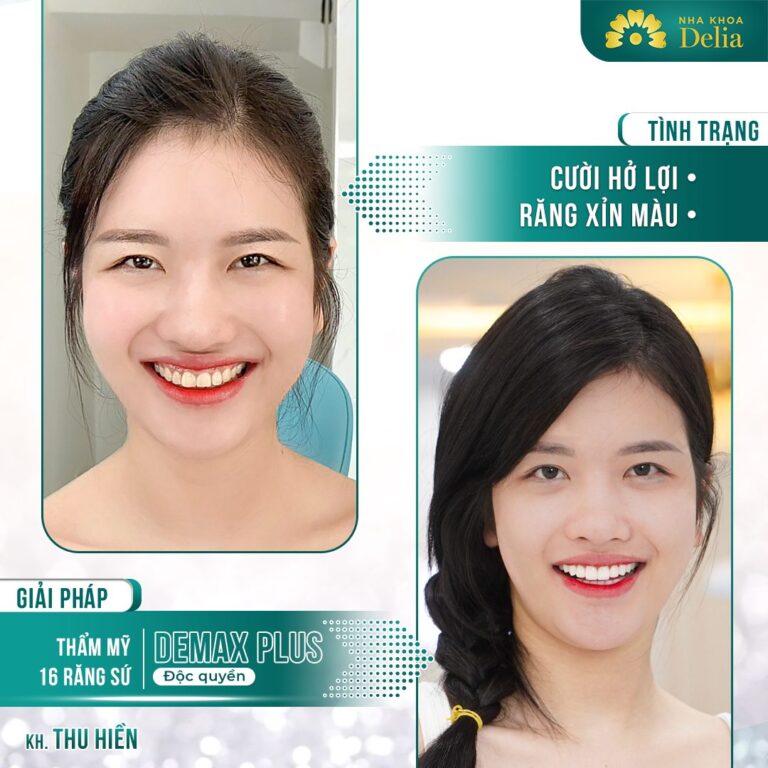 NHA KHOA
Delia
TÌNH TRẠNG
CƯỜI HỞ LỢI •
RĂNG XỈN MÀU •
GIẢI PHÁP
THẨM MỸ
16 RĂNG SỨ
DEMAX PLUS
Độc quyền
KH. THU HIỀN